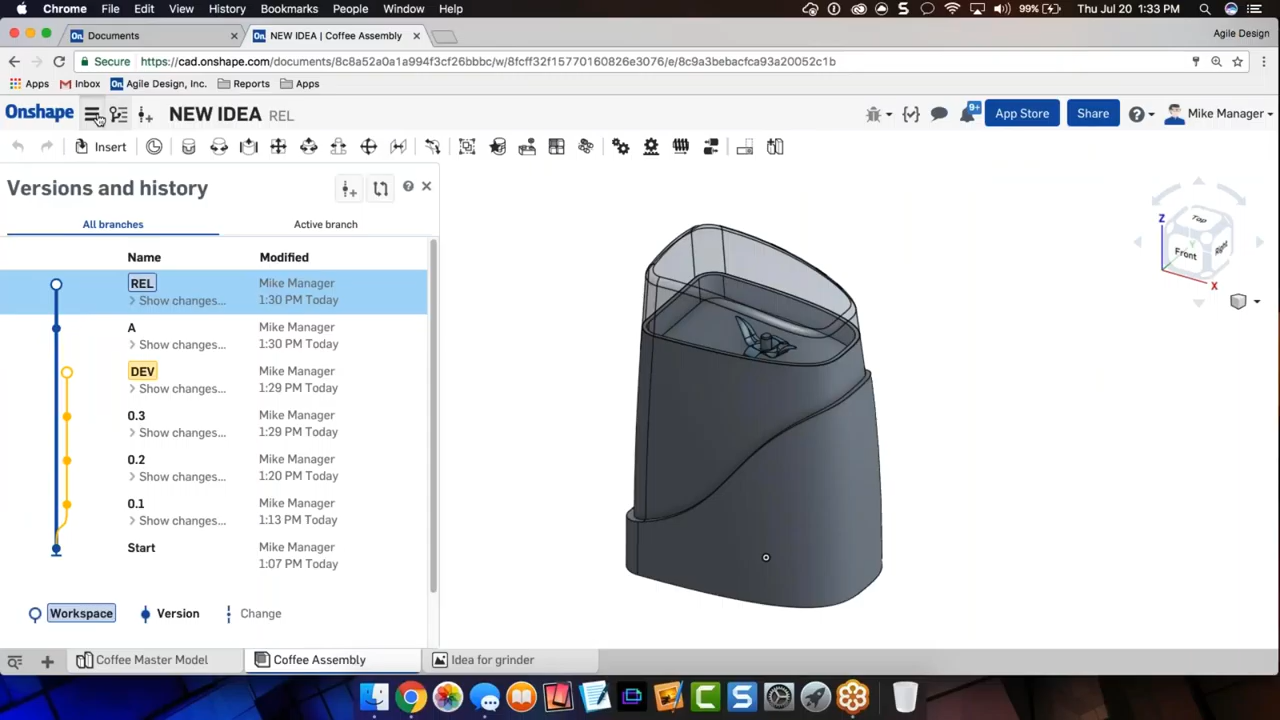 Chrome File Edit View History Bookmarks People Window Help 99% Thu Jul 20 1:33 PM
Documents NEW IDEA | Coffee Assembly Agile Design
Secure https://cad.onshape.com/documents/8c8a52a0a1a994f3cf26bbbc/w/8fcff32f15770160826e3076/e/8c9a3bebacfa93a20052c1b
Apps Inbox On Agile Design, Inc. Reports Apps
Onshape NEW IDEA REL 9+ App Store Share Mike Manager
Insert
Versions and history
All branches Active branch
Name Modified
REL Mike Manager
Show changes... 1:30 PM Today
A Mike Manager
Show changes... 1:30 PM Today
DEV Mike Manager
Show changes... 1:29 PM Today
0.3 Mike Manager
Show changes... 1:29 PM Today
0.2 Mike Manager
Show changes... 1:20 PM Today
0.1 Mike Manager
Show changes... 1:13 PM Today
Start Mike Manager
1:07 PM Today
Workspace Version Change
Z Top Front Right Y X
Coffee Master Model Coffee Assembly Idea for grinder